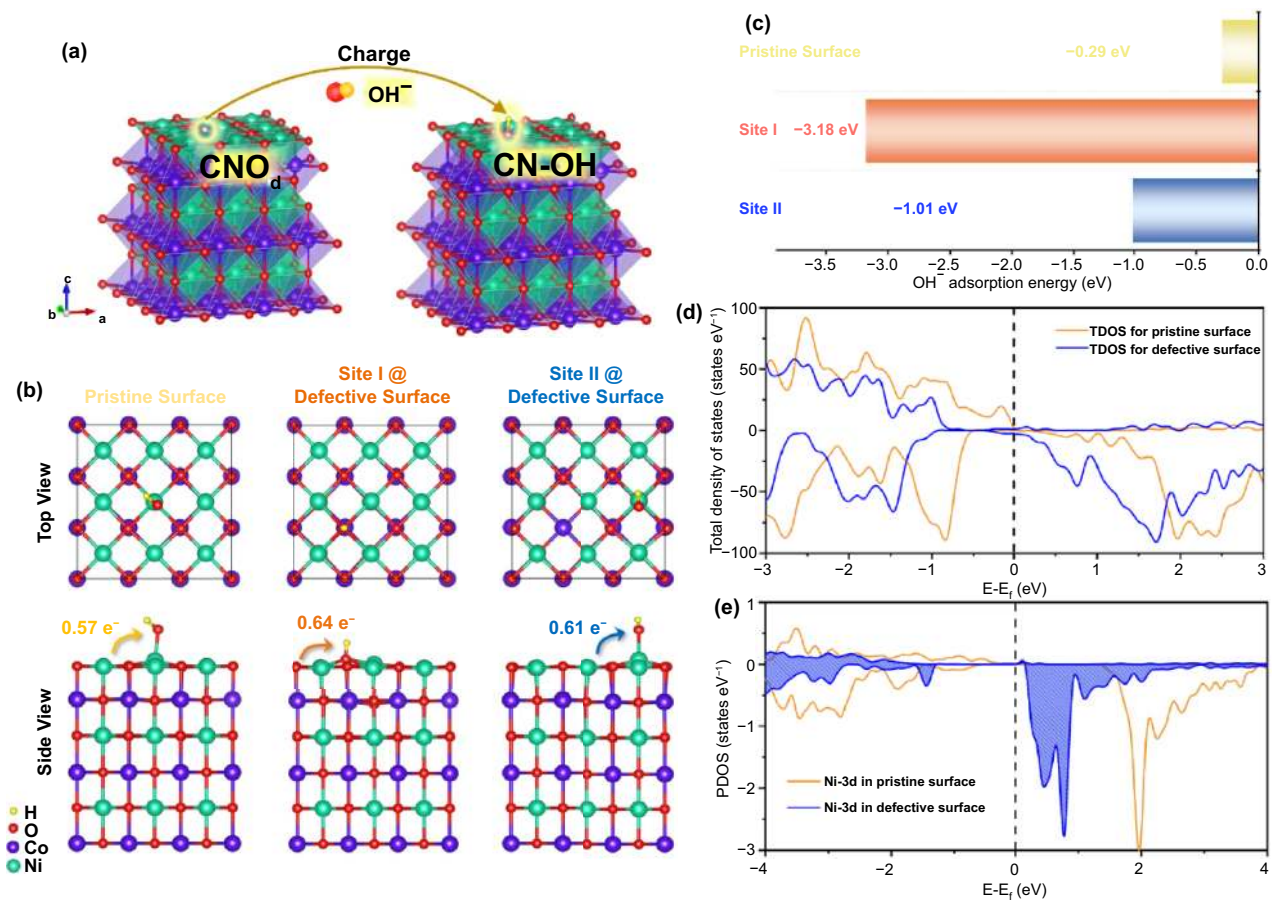 (a)
Charge
OH⁻
CNOd
CN-OH
c
b
a
(b)
Pristine Surface
Site I @
Defective Surface
Site II @
Defective Surface
Top View
Side View
0.57 e⁻
0.64 e⁻
0.61 e⁻
H
O
Co
Ni
(c)
Pristine Surface
−0.29 eV
Site I
−3.18 eV
Site II
−1.01 eV
−3.5 −3.0 −2.5 −2.0 −1.5 −1.0 −0.5 0.0
OH⁻ adsorption energy (eV)
(d)
Total density of states (states eV⁻¹)
100
50
0
−50
−100
TDOS for pristine surface
TDOS for defective surface
−3 −2 −1 0 1 2 3
E-Ef (eV)
(e)
PDOS (states eV⁻¹)
1
0
−1
−2
−3
Ni-3d in pristine surface
Ni-3d in defective surface
−4 −2 0 2 4
E-Ef (eV)